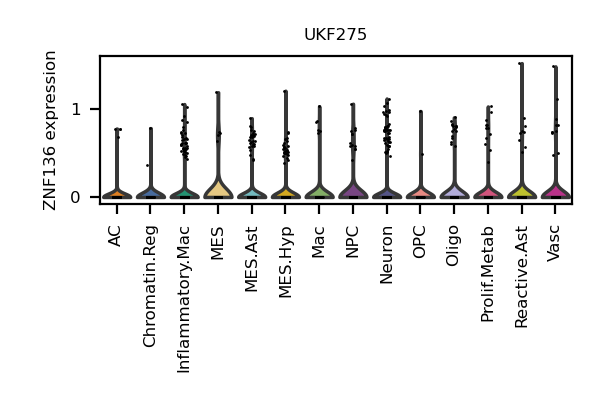 UKF275
ZNF136 expression
1
0
AC
Chromatin.Reg
Inflammatory.Mac
MES
MES.Ast
MES.Hyp
Mac
NPC
Neuron
OPC
Oligo
Prolif.Metab
Reactive.Ast
Vasc